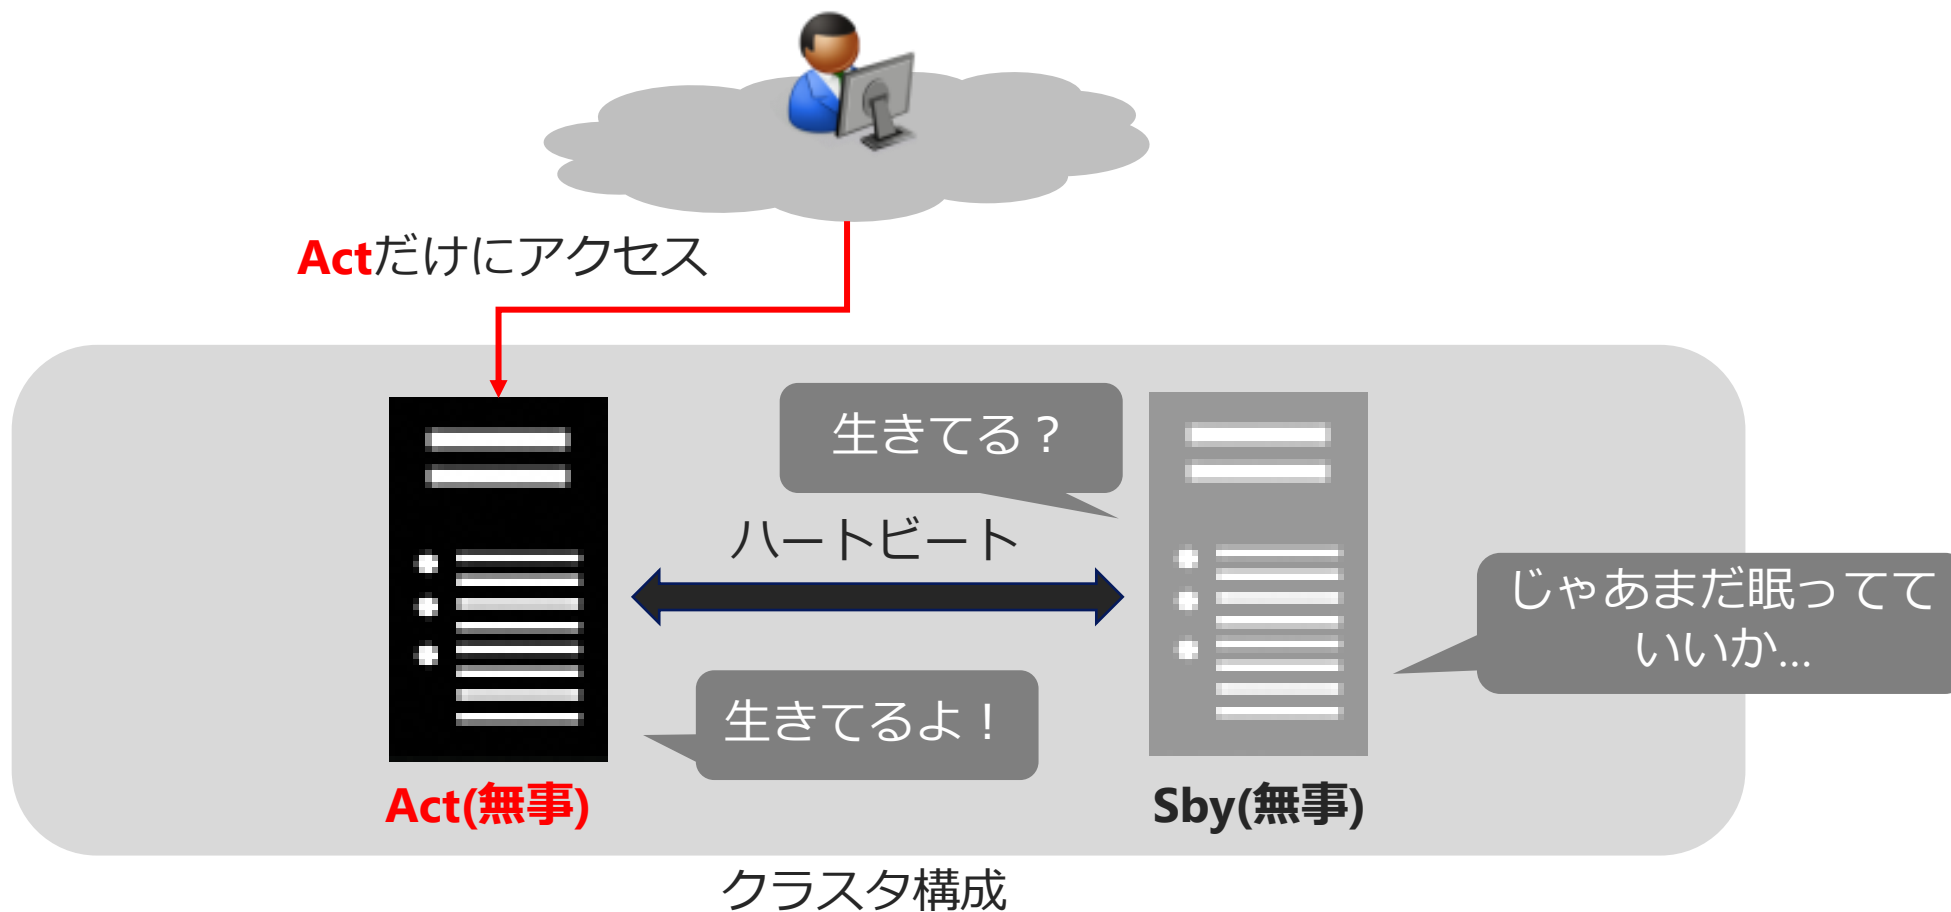 Actだけにアクセス
生きてる？
ハートビート
じゃあまだ眠ってて
いいか...
生きてるよ！
Act(無事)
Sby(無事)
クラスタ構成